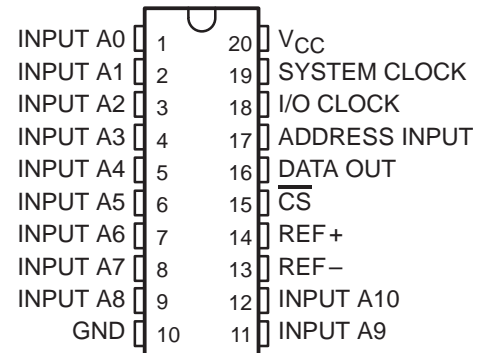 INPUT A0 1 20 VCC
INPUT A1 2 19 SYSTEM CLOCK
INPUT A2 3 18 I/O CLOCK
INPUT A3 4 17 ADDRESS INPUT
INPUT A4 5 16 DATA OUT
INPUT A5 6 15 C̅S̅
INPUT A6 7 14 REF+
INPUT A7 8 13 REF–
INPUT A8 9 12 INPUT A10
GND 10 11 INPUT A9